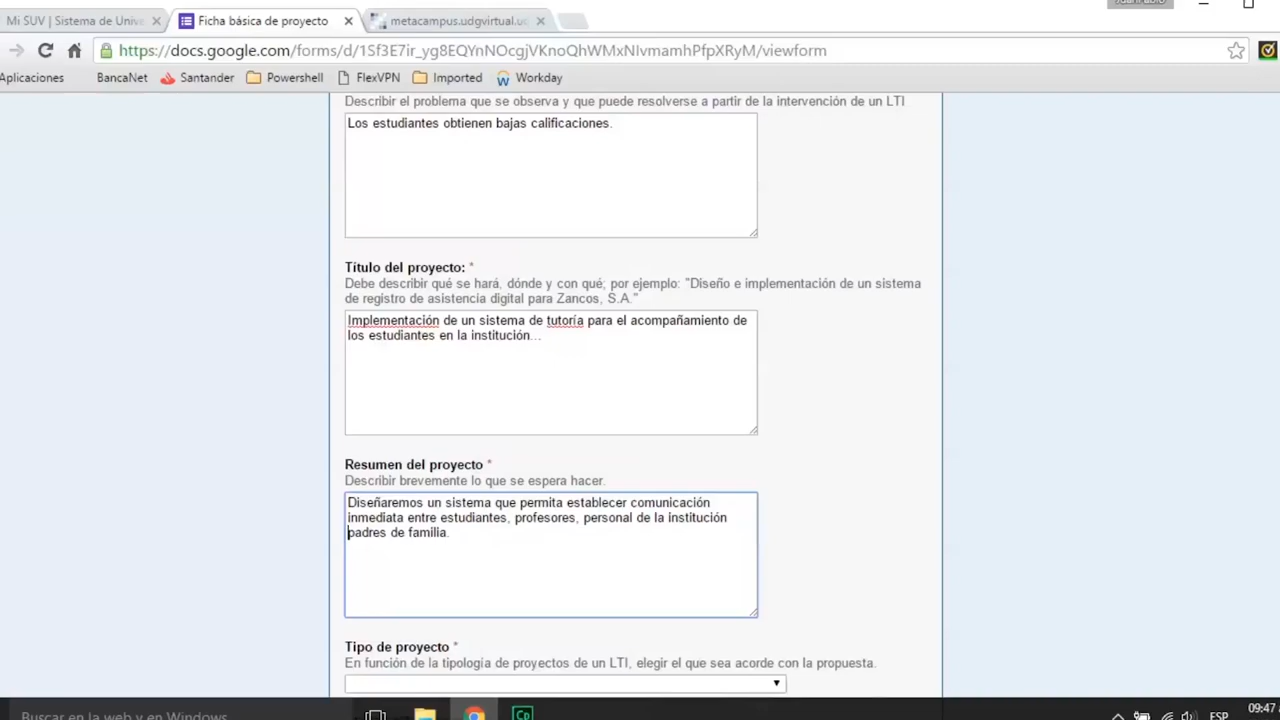 Mi SUV | Sistema de Unive
Ficha básica de proyecto
metacampus.udgvirtual.ud
https://docs.google.com/forms/d/1Sf3E7ir_yg8EQYnNOcgjVKnoQhWMxNIvmamhPfpXRyM/viewform
Aplicaciones BancaNet Santander Powershell FlexVPN Imported Workday
Describir el problema que se observa y que puede resolverse a partir de la intervención de un LTI
Los estudiantes obtienen bajas calificaciones.
Título del proyecto: *
Debe describir qué se hará, dónde y con qué; por ejemplo: "Diseño e implementación de un sistema
de registro de asistencia digital para Zancos, S.A."
Implementación de un sistema de tutoría para el acompañamiento de
los estudiantes en la institución...
Resumen del proyecto *
Describir brevemente lo que se espera hacer.
Diseñaremos un sistema que permita establecer comunicación
inmediata entre estudiantes, profesores, personal de la institución
padres de familia.
Tipo de proyecto *
En función de la tipología de proyectos de un LTI, elegir el que sea acorde con la propuesta.
Buscar en la web y en Windows
Cp
ESP
09:47